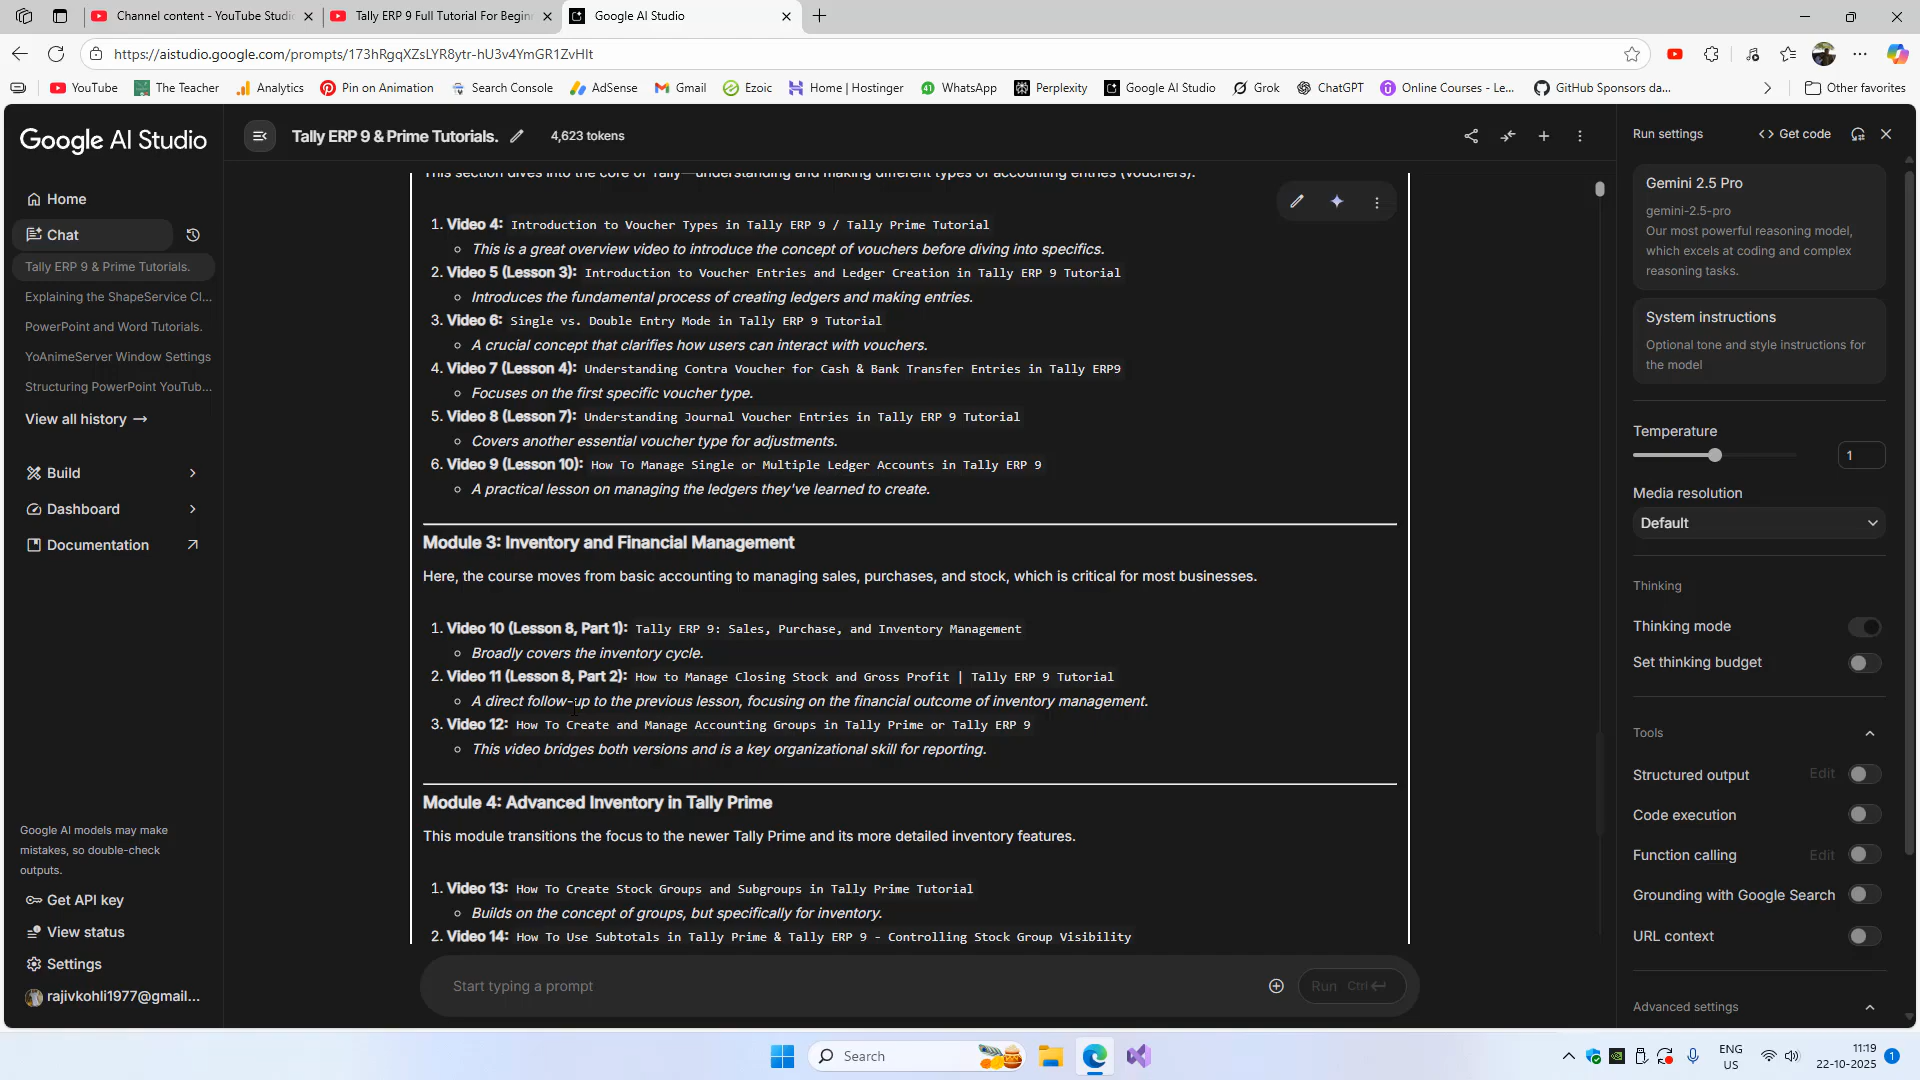 Channel content - YouTube Studio
Tally ERP 9 Full Tutorial For Beginn
Google AI Studio
https://aistudio.google.com/prompts/173hRgqXZsLYR8ytr-hU3v4YmGR1ZvHIt
YouTube
The Teacher
Analytics
Pin on Animation
Search Console
AdSense
Gmail
Ezoic
Home | Hostinger
WhatsApp
Perplexity
Google AI Studio
Grok
ChatGPT
Online Courses - Le...
GitHub Sponsors da...
Other favorites
Google AI Studio
Home
Chat
Tally ERP 9 & Prime Tutorials.
Explaining the ShapeService Cl...
PowerPoint and Word Tutorials.
YoAnimeServer Window Settings
Structuring PowerPoint YouTub...
View all history →
Build
Dashboard
Documentation
Google AI models may make
mistakes, so double-check
outputs.
Get API key
View status
Settings
rajivkohli1977@gmail...
Tally ERP 9 & Prime Tutorials.
4,623 tokens
This section dives into the core of Tally—understanding and making different types of accounting entries (vouchers).
1. Video 4: Introduction to Voucher Types in Tally ERP 9 / Tally Prime Tutorial
This is a great overview video to introduce the concept of vouchers before diving into specifics.
2. Video 5 (Lesson 3): Introduction to Voucher Entries and Ledger Creation in Tally ERP 9 Tutorial
Introduces the fundamental process of creating ledgers and making entries.
3. Video 6: Single vs. Double Entry Mode in Tally ERP 9 Tutorial
A crucial concept that clarifies how users can interact with vouchers.
4. Video 7 (Lesson 4): Understanding Contra Voucher for Cash & Bank Transfer Entries in Tally ERP9
Focuses on the first specific voucher type.
5. Video 8 (Lesson 7): Understanding Journal Voucher Entries in Tally ERP 9 Tutorial
Covers another essential voucher type for adjustments.
6. Video 9 (Lesson 10): How To Manage Single or Multiple Ledger Accounts in Tally ERP 9
A practical lesson on managing the ledgers they've learned to create.
Module 3: Inventory and Financial Management
Here, the course moves from basic accounting to managing sales, purchases, and stock, which is critical for most businesses.
1. Video 10 (Lesson 8, Part 1): Tally ERP 9: Sales, Purchase, and Inventory Management
Broadly covers the inventory cycle.
2. Video 11 (Lesson 8, Part 2): How to Manage Closing Stock and Gross Profit | Tally ERP 9 Tutorial
A direct follow-up to the previous lesson, focusing on the financial outcome of inventory management.
3. Video 12: How To Create and Manage Accounting Groups in Tally Prime or Tally ERP 9
This video bridges both versions and is a key organizational skill for reporting.
Module 4: Advanced Inventory in Tally Prime
This module transitions the focus to the newer Tally Prime and its more detailed inventory features.
1. Video 13: How To Create Stock Groups and Subgroups in Tally Prime Tutorial
Builds on the concept of groups, but specifically for inventory.
2. Video 14: How To Use Subtotals in Tally Prime & Tally ERP 9 - Controlling Stock Group Visibility
Start typing a prompt
Run Ctrl
Run settings
Get code
Gemini 2.5 Pro
gemini-2.5-pro
Our most powerful reasoning model,
which excels at coding and complex
reasoning tasks.
System instructions
Optional tone and style instructions for
the model
Temperature
1
Media resolution
Default
Thinking
Thinking mode
Set thinking budget
Tools
Structured output Edit
Code execution
Function calling Edit
Grounding with Google Search
URL context
Advanced settings
Search
ENG
US
11:19
22-10-2025
1